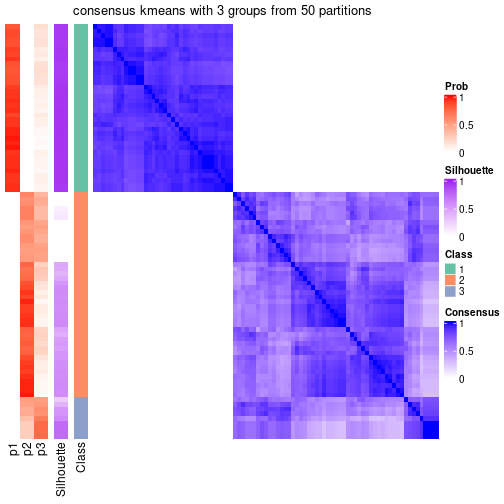 consensus kmeans with 3 groups from 50 partitions
Prob
1
0.5
0
Silhouette
1
0.5
0
Class
1
2
3
Consensus
1
0.5
0
p1
p2
p3
Silhouette
Class